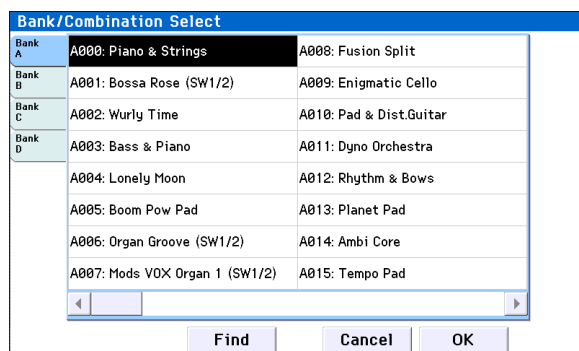 Bank/Combination Select
Bank
A
Bank
B
Bank
C
Bank
D
A000: Piano & Strings
A001: Bossa Rose (SW1/2)
A002: Wurly Time
A003: Bass & Piano
A004: Lonely Moon
A005: Boom Pow Pad
A006: Organ Groove (SW1/2)
A007: Mods VOX Organ 1 (SW1/2)
A008: Fusion Split
A009: Enigmatic Cello
A010: Pad & Dist.Guitar
A011: Dyno Orchestra
A012: Rhythm & Bows
A013: Planet Pad
A014: Ambi Core
A015: Tempo Pad
Find
Cancel
OK